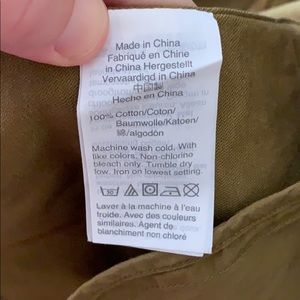 Made in China
Fabriqué en Chine
in China Hergestellt
Vervaardigd in China
中国製
Hecho en China
100% Cotton/Coton/
Baumwolle/Katoen/
綿/algodón
Machine wash cold. With
like colors. Non-chlorine
bleach only. Tumble dry
low. Iron on lowest setting.
Laver à la machine à l'eau
froide. Avec des couleurs
similaires. Agent de
blanchiment non chloré